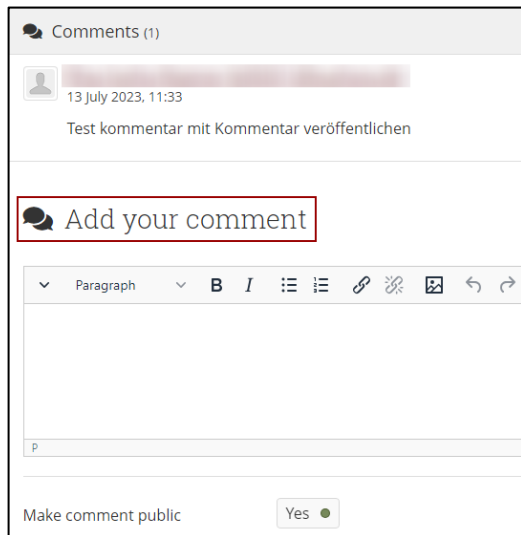 Comments (1)
13 July 2023, 11:33
Test kommentar mit Kommentar veröffentlichen
Add your comment
Paragraph B I
P
Make comment public Yes